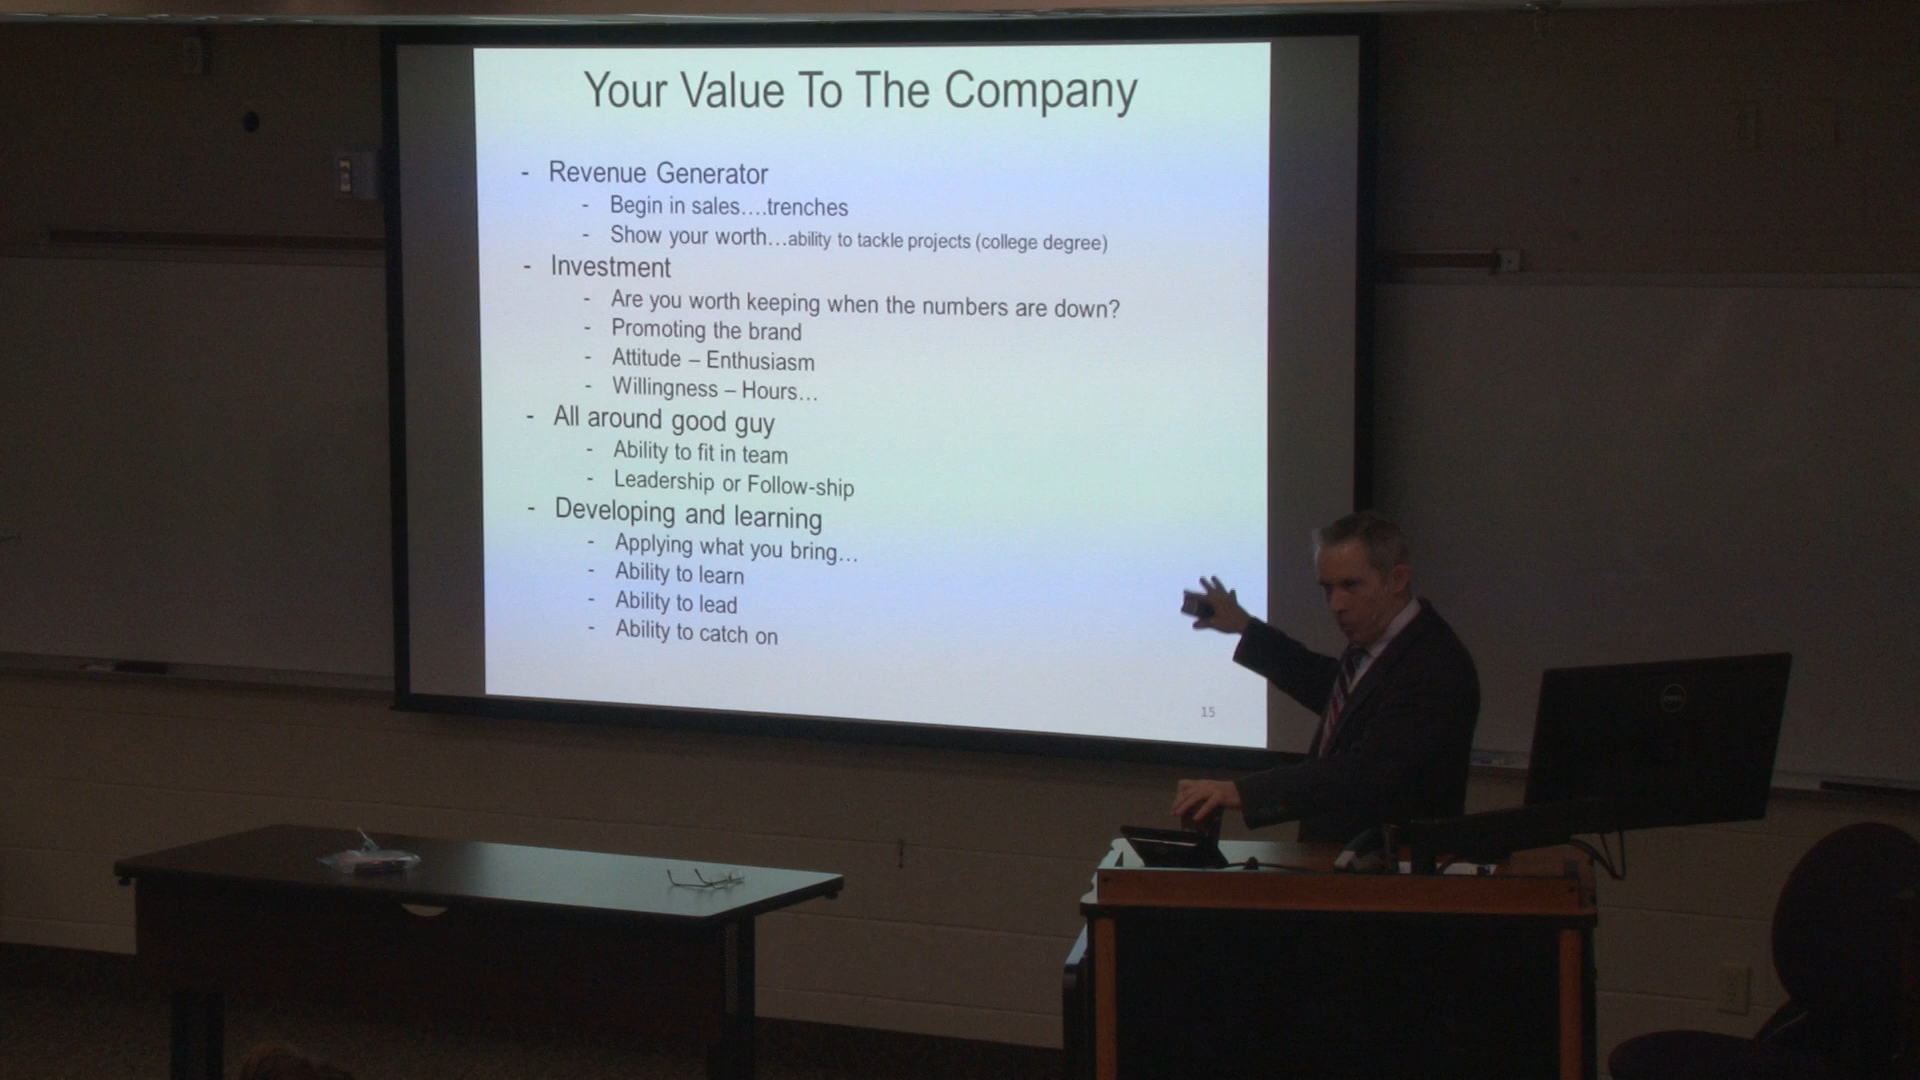 Your Value To The Company
- Revenue Generator
- Begin in sales….trenches
- Show your worth…ability to tackle projects (college degree)
- Investment
- Are you worth keeping when the numbers are down?
- Promoting the brand
- Attitude – Enthusiasm
- Willingness – Hours…
- All around good guy
- Ability to fit in team
- Leadership or Follow-ship
- Developing and learning
- Applying what you bring…
- Ability to learn
- Ability to lead
- Ability to catch on
15
DELL